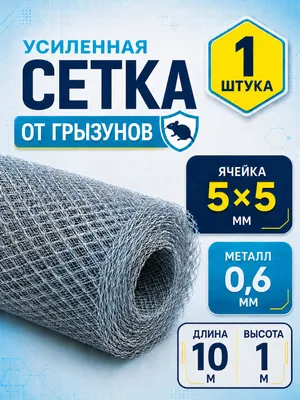 УСИЛЕННАЯ
СЕТКА
ОТ ГРЫЗУНОВ
1
ШТУКА
ЯЧЕЙКА
5×5
ММ
МЕТАЛЛ
0,6
ММ
ДЛИНА
10
М
ВЫСОТА
1
М